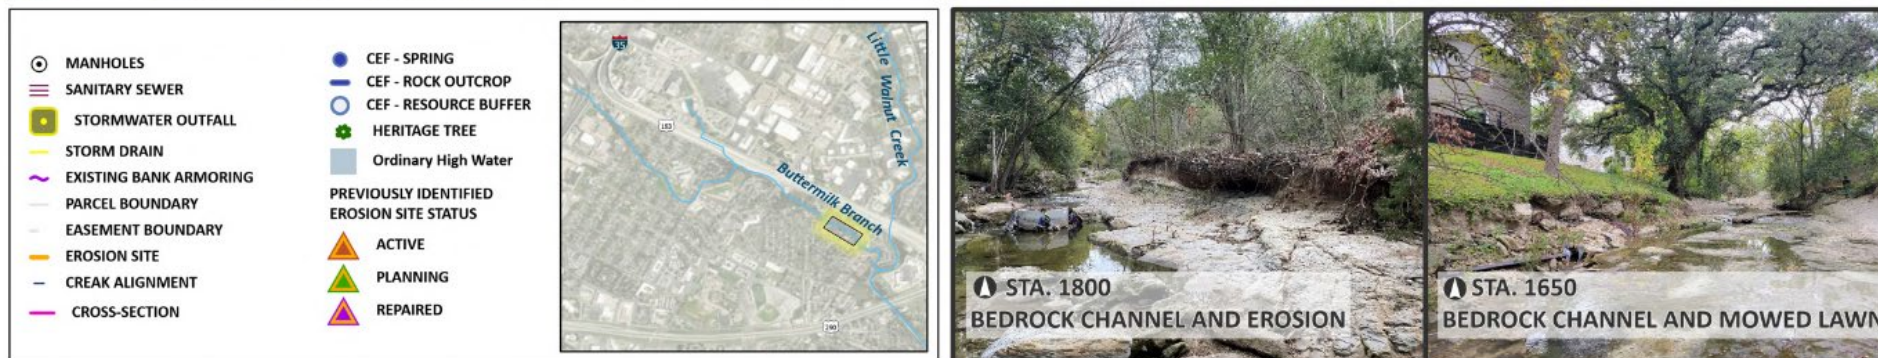 MANHOLES
SANITARY SEWER
STORMWATER OUTFALL
STORM DRAIN
EXISTING BANK ARMORING
PARCEL BOUNDARY
EASEMENT BOUNDARY
EROSION SITE
CREAK ALIGNMENT
CROSS-SECTION
CEF - SPRING
CEF - ROCK OUTCROP
CEF - RESOURCE BUFFER
HERITAGE TREE
Ordinary High Water
PREVIOUSLY IDENTIFIED
EROSION SITE STATUS
ACTIVE
PLANNING
REPAIRED
35
183
Little Walnut Creek
Buttermilk Branch
290
STA. 1800
BEDROCK CHANNEL AND EROSION
STA. 1650
BEDROCK CHANNEL AND MOWED LAWN